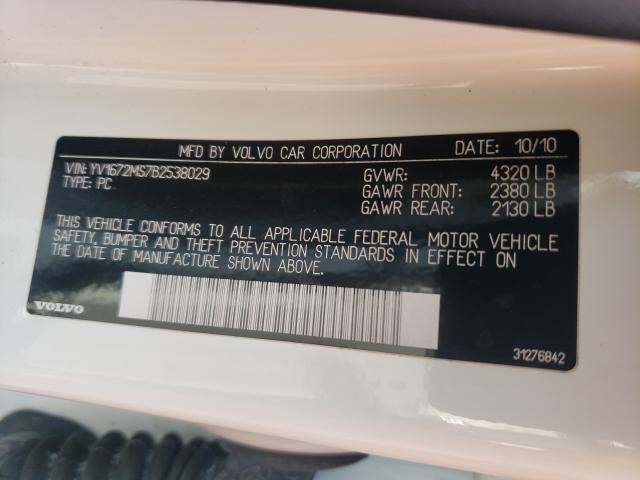 MFD BY VOLVO CAR CORPORATION DATE: 10/10
VIN: YV1672MS7B2538029
TYPE: PC
GVWR: 4320 LB
GAWR FRONT: 2380 LB
GAWR REAR: 2130 LB
THIS VEHICLE CONFORMS TO ALL APPLICABLE FEDERAL MOTOR VEHICLE
SAFETY, BUMPER AND THEFT PREVENTION STANDARDS IN EFFECT ON
THE DATE OF MANUFACTURE SHOWN ABOVE.
VOLVO
31276842